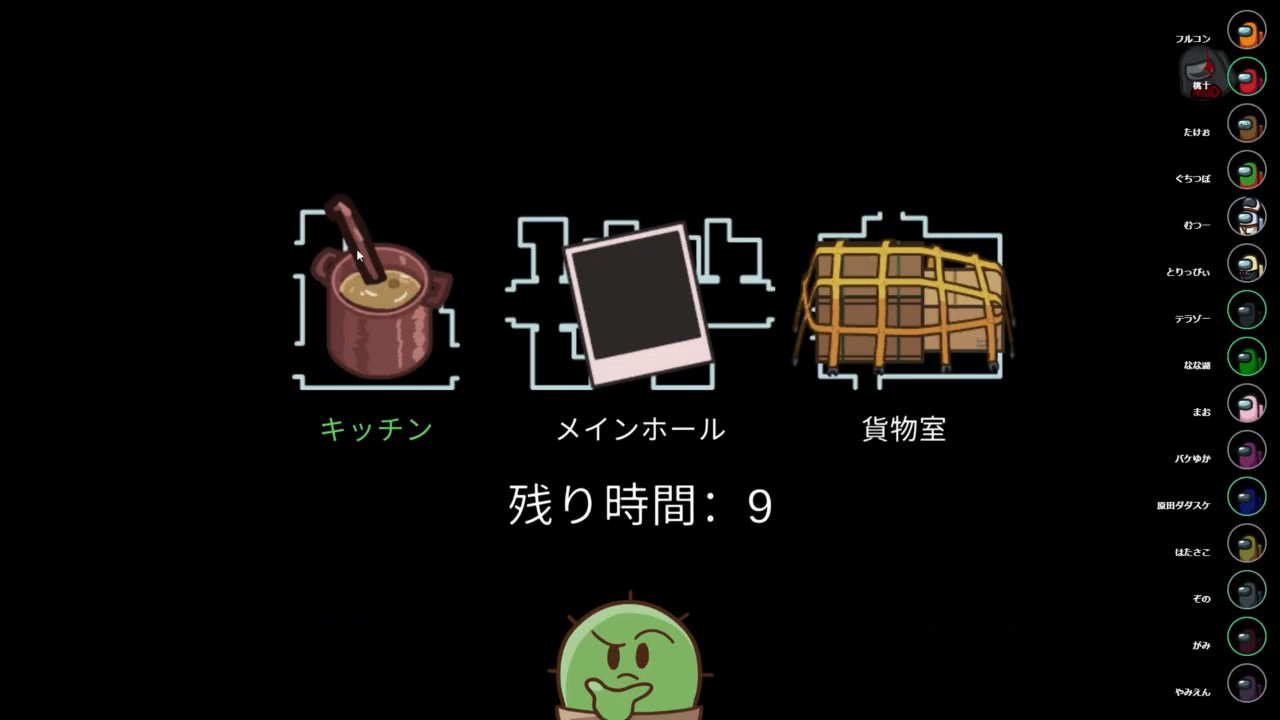 フルコン
桃十
MOD
たけぉ
ぐちつぼ
むつー
とりっぴぃ
テラゾー
なな湖
まお
バケゆか
原田ダダスケ
はたさこ
ぞの
がみ
やみえん
キッチン
メインホール
貨物室
残り時間: 9